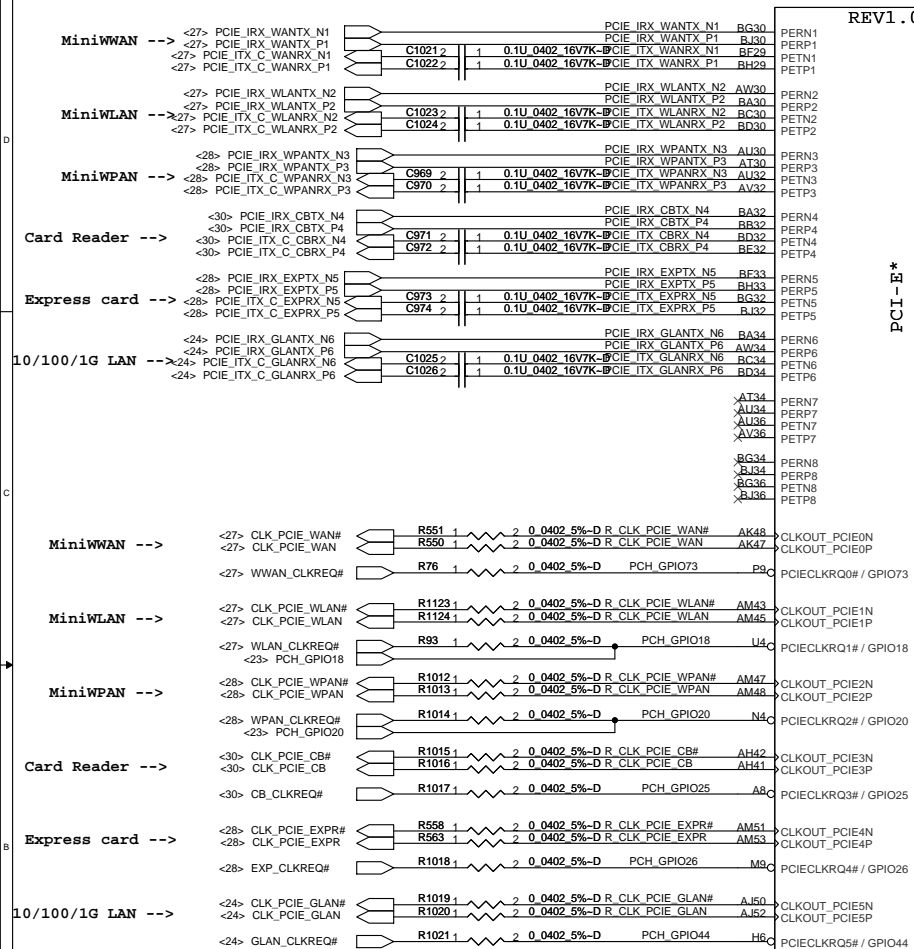 REV1.0
MiniWWAN --> <27> PCIE_IRX_WANTX_N1 PCIE_IRX_WANTX_N1 BG30 PERN1
<27> PCIE_IRX_WANTX_P1 PCIE_IRX_WANTX_P1 BJ30 PERP1
<27> PCIE_ITX_C_WANRX_N1 C1021 2 1 0.1U_0402_16V7K~D PCIE_ITX_WANRX_N1 BF29 PETN1
<27> PCIE_ITX_C_WANRX_P1 C1022 2 1 0.1U_0402_16V7K~D PCIE_ITX_WANRX_P1 BH29 PETP1
MiniWLAN --> <27> PCIE_IRX_WLANTX_N2 PCIE_IRX_WLANTX_N2 AW30 PERN2
<27> PCIE_IRX_WLANTX_P2 PCIE_IRX_WLANTX_P2 BA30 PERP2
<27> PCIE_ITX_C_WLANRX_N2 C1023 2 1 0.1U_0402_16V7K~D PCIE_ITX_WLANRX_N2 BC30 PETN2
<27> PCIE_ITX_C_WLANRX_P2 C1024 2 1 0.1U_0402_16V7K~D PCIE_ITX_WLANRX_P2 BD30 PETP2
D
MiniWPAN --> <28> PCIE_IRX_WPANTX_N3 PCIE_IRX_WPANTX_N3 AU30 PERN3
<28> PCIE_IRX_WPANTX_P3 PCIE_IRX_WPANTX_P3 AT30 PERP3
<28> PCIE_ITX_C_WPANRX_N3 C969 2 1 0.1U_0402_16V7K~D PCIE_ITX_WPANRX_N3 AU32 PETN3
<28> PCIE_ITX_C_WPANRX_P3 C970 2 1 0.1U_0402_16V7K~D PCIE_ITX_WPANRX_P3 AV32 PETP3
Card Reader --> <30> PCIE_IRX_CBTX_N4 PCIE_IRX_CBTX_N4 BA32 PERN4
<30> PCIE_IRX_CBTX_P4 PCIE_IRX_CBTX_P4 BB32 PERP4
<30> PCIE_ITX_C_CBRX_N4 C971 2 1 0.1U_0402_16V7K~D PCIE_ITX_CBRX_N4 BD32 PETN4
<30> PCIE_ITX_C_CBRX_P4 C972 2 1 0.1U_0402_16V7K~D PCIE_ITX_CBRX_P4 BE32 PETP4
Express card --> <28> PCIE_IRX_EXPTX_N5 PCIE_IRX_EXPTX_N5 BF33 PERN5
<28> PCIE_IRX_EXPTX_P5 PCIE_IRX_EXPTX_P5 BH33 PERP5
<28> PCIE_ITX_C_EXPRX_N5 C973 2 1 0.1U_0402_16V7K~D PCIE_ITX_EXPRX_N5 BG32 PETN5
<28> PCIE_ITX_C_EXPRX_P5 C974 2 1 0.1U_0402_16V7K~D PCIE_ITX_EXPRX_P5 BJ32 PETP5
PCI-E*
10/100/1G LAN --> <24> PCIE_IRX_GLANTX_N6 PCIE_IRX_GLANTX_N6 BA34 PERN6
<24> PCIE_IRX_GLANTX_P6 PCIE_IRX_GLANTX_P6 AW34 PERP6
<24> PCIE_ITX_C_GLANRX_N6 C1025 2 1 0.1U_0402_16V7K~D PCIE_ITX_GLANRX_N6 BC34 PETN6
<24> PCIE_ITX_C_GLANRX_P6 C1026 2 1 0.1U_0402_16V7K~D PCIE_ITX_GLANRX_P6 BD34 PETP6
AT34 PERN7
AU34 PERP7
AU36 PETN7
AV36 PETP7
BG34 PERN8
BJ34 PERP8
BG36 PETN8
BJ36 PETP8
C
MiniWWAN --> <27> CLK_PCIE_WAN# R551 1 2 0_0402_5%~D R_CLK_PCIE_WAN# AK48 CLKOUT_PCIE0N
<27> CLK_PCIE_WAN R550 1 2 0_0402_5%~D R_CLK_PCIE_WAN AK47 CLKOUT_PCIE0P
<27> WWAN_CLKREQ# R76 1 2 0_0402_5%~D PCH_GPIO73 P9 PCIECLKRQ0# / GPIO73
MiniWLAN --> <27> CLK_PCIE_WLAN# R1123 1 2 0_0402_5%~D R_CLK_PCIE_WLAN# AM43 CLKOUT_PCIE1N
<27> CLK_PCIE_WLAN R1124 1 2 0_0402_5%~D R_CLK_PCIE_WLAN AM45 CLKOUT_PCIE1P
<27> WLAN_CLKREQ# R93 1 2 0_0402_5%~D PCH_GPIO18 U4 PCIECLKRQ1# / GPIO18
<23> PCH_GPIO18
MiniWPAN --> <28> CLK_PCIE_WPAN# R1012 1 2 0_0402_5%~D R_CLK_PCIE_WPAN# AM47 CLKOUT_PCIE2N
<28> CLK_PCIE_WPAN R1013 1 2 0_0402_5%~D R_CLK_PCIE_WPAN AM48 CLKOUT_PCIE2P
<28> WPAN_CLKREQ# R1014 1 2 0_0402_5%~D PCH_GPIO20 N4 PCIECLKRQ2# / GPIO20
<23> PCH_GPIO20
Card Reader --> <30> CLK_PCIE_CB# R1015 1 2 0_0402_5%~D R_CLK_PCIE_CB# AH42 CLKOUT_PCIE3N
<30> CLK_PCIE_CB R1016 1 2 0_0402_5%~D R_CLK_PCIE_CB AH41 CLKOUT_PCIE3P
<30> CB_CLKREQ# R1017 1 2 0_0402_5%~D PCH_GPIO25 A8 PCIECLKRQ3# / GPIO25
Express card --> <28> CLK_PCIE_EXPR# R558 1 2 0_0402_5%~D R_CLK_PCIE_EXPR# AM51 CLKOUT_PCIE4N
<28> CLK_PCIE_EXPR R563 1 2 0_0402_5%~D R_CLK_PCIE_EXPR AM53 CLKOUT_PCIE4P
B
<28> EXP_CLKREQ# R1018 1 2 0_0402_5%~D PCH_GPIO26 M9 PCIECLKRQ4# / GPIO26
10/100/1G LAN --> <24> CLK_PCIE_GLAN# R1019 1 2 0_0402_5%~D R_CLK_PCIE_GLAN# AJ50 CLKOUT_PCIE5N
<24> CLK_PCIE_GLAN R1020 1 2 0_0402_5%~D R_CLK_PCIE_GLAN AJ52 CLKOUT_PCIE5P
<24> GLAN_CLKREQ# R1021 1 2 0_0402_5%~D PCH_GPIO44 H6 PCIECLKRQ5# / GPIO44